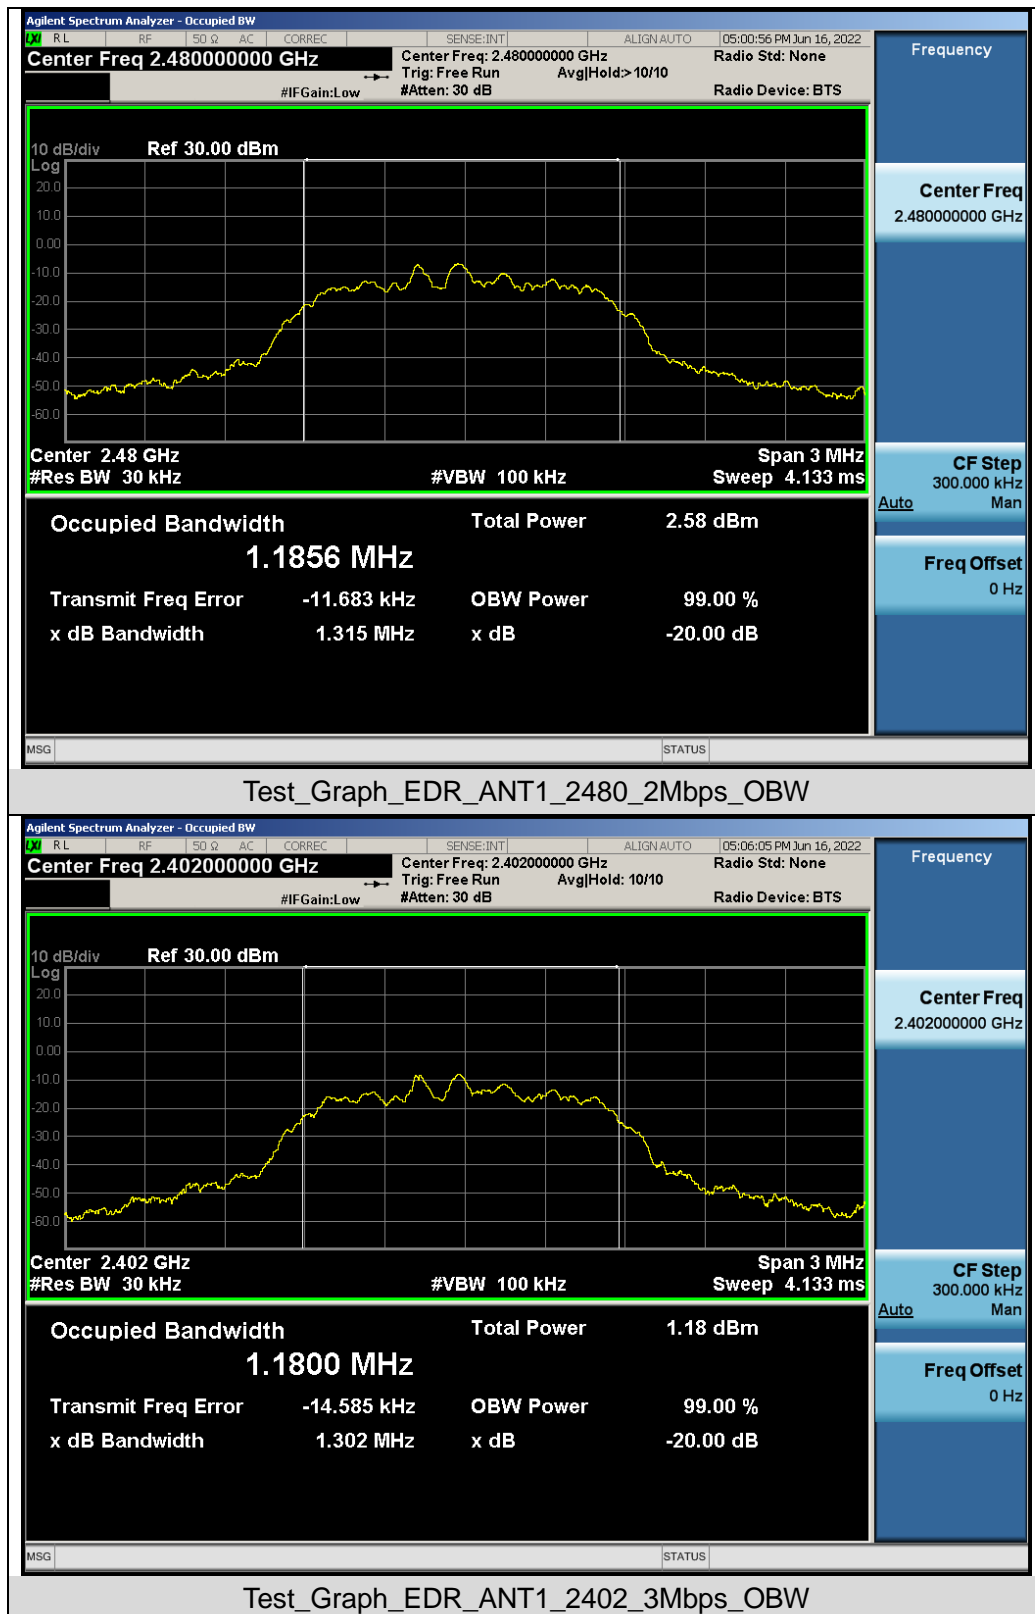 Agilent Spectrum Analyzer - Occupied BW
LXI RL RF 50 Ω AC CORREC SENSE:INT ALIGN AUTO 05:00:56 PM Jun 16, 2022
Center Freq 2.480000000 GHz
Center Freq: 2.480000000 GHz
Radio Std: None
Trig: Free Run Avg|Hold:> 10/10
#IFGain:Low
#Atten: 30 dB
Radio Device: BTS
Frequency
10 dB/div Ref 30.00 dBm
Log
20.0
10.0
0.00
-10.0
-20.0
-30.0
-40.0
-50.0
-60.0
Center Freq
2.480000000 GHz
Center 2.48 GHz Span 3 MHz
#Res BW 30 kHz #VBW 100 kHz Sweep 4.133 ms
CF Step
300.000 kHz
Auto Man
Occupied Bandwidth Total Power 2.58 dBm
1.1856 MHz
Transmit Freq Error -11.683 kHz OBW Power 99.00 %
x dB Bandwidth 1.315 MHz x dB -20.00 dB
Freq Offset
0 Hz
MSG STATUS
Test_Graph_EDR_ANT1_2480_2Mbps_OBW
Agilent Spectrum Analyzer - Occupied BW
LXI RL RF 50 Ω AC CORREC SENSE:INT ALIGN AUTO 05:06:05 PM Jun 16, 2022
Center Freq 2.402000000 GHz
Center Freq: 2.402000000 GHz
Radio Std: None
Trig: Free Run Avg|Hold: 10/10
#IFGain:Low
#Atten: 30 dB
Radio Device: BTS
Frequency
10 dB/div Ref 30.00 dBm
Log
20.0
10.0
0.00
-10.0
-20.0
-30.0
-40.0
-50.0
-60.0
Center Freq
2.402000000 GHz
Center 2.402 GHz Span 3 MHz
#Res BW 30 kHz #VBW 100 kHz Sweep 4.133 ms
CF Step
300.000 kHz
Auto Man
Occupied Bandwidth Total Power 1.18 dBm
1.1800 MHz
Transmit Freq Error -14.585 kHz OBW Power 99.00 %
x dB Bandwidth 1.302 MHz x dB -20.00 dB
Freq Offset
0 Hz
MSG STATUS
Test_Graph_EDR_ANT1_2402_3Mbps_OBW